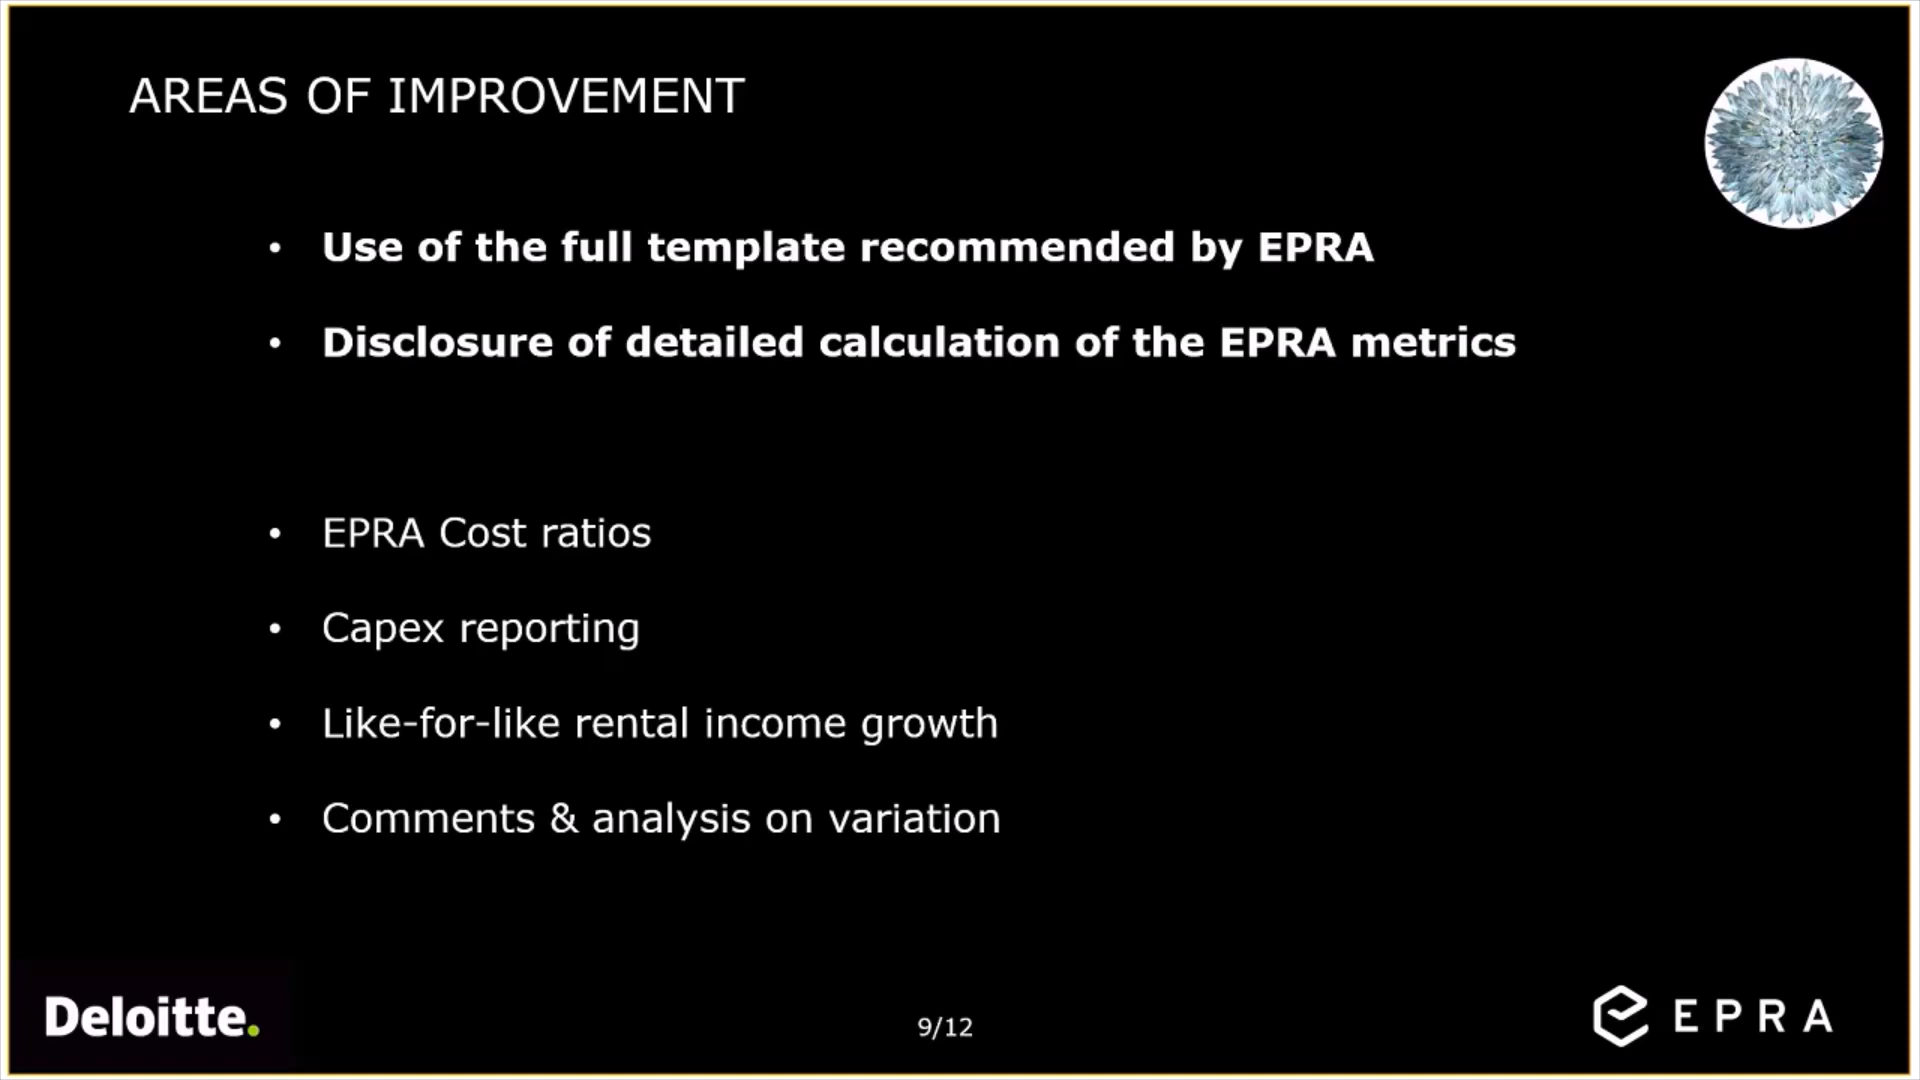 AREAS OF IMPROVEMENT
• Use of the full template recommended by EPRA
• Disclosure of detailed calculation of the EPRA metrics
• EPRA Cost ratios
• Capex reporting
• Like-for-like rental income growth
• Comments & analysis on variation
Deloitte.
9/12
EPRA